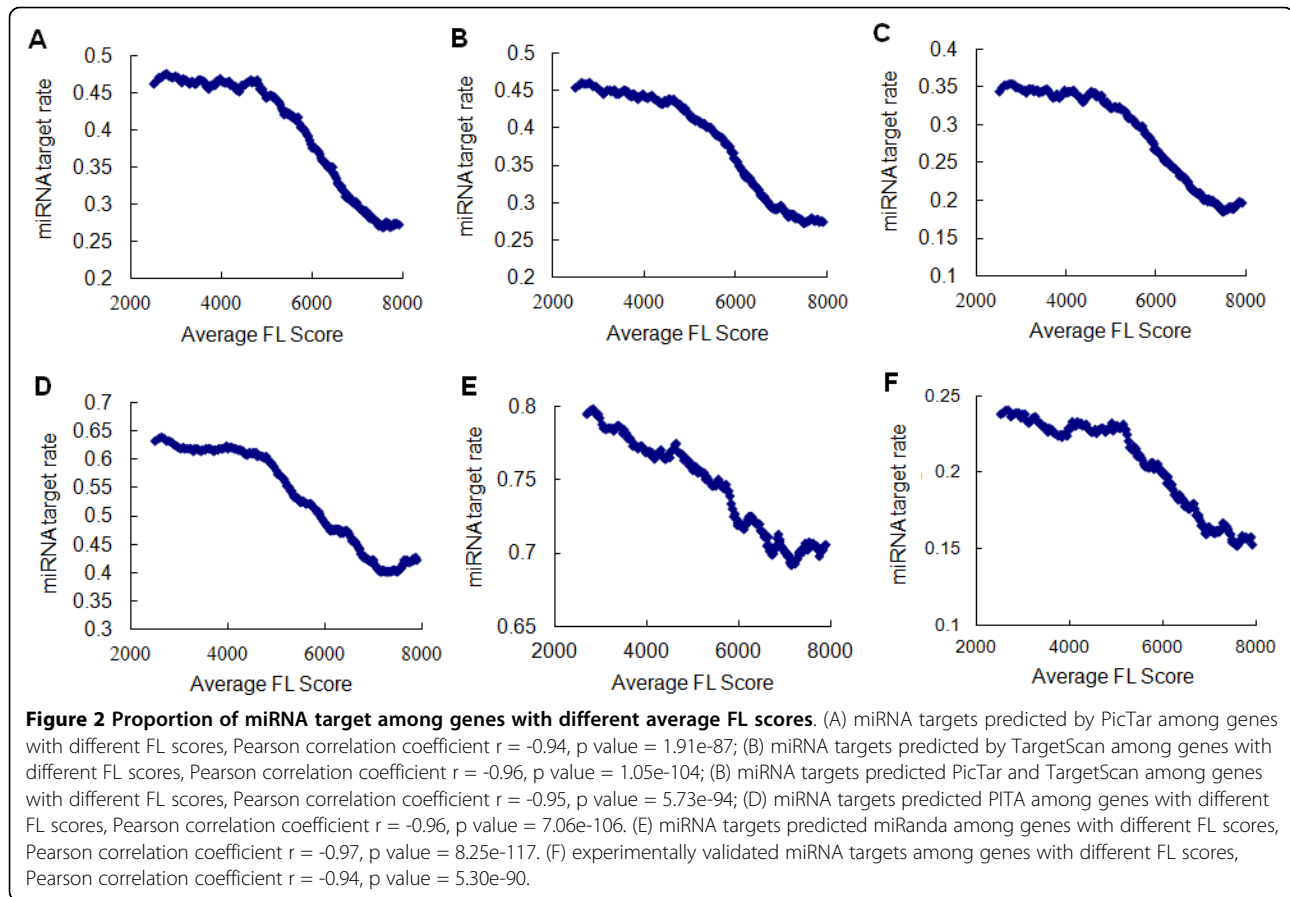 A
B
C
0.5
0.45
0.4
0.35
0.3
0.25
0.2
miRNA target rate
2000 4000 6000 8000
Average FL Score
0.5
0.45
0.4
0.35
0.3
0.25
0.2
miRNA target rate
2000 4000 6000 8000
Average FL Score
0.4
0.35
0.3
0.25
0.2
0.15
0.1
miRNA target rate
2000 4000 6000 8000
Average FL Score
D
E
F
0.7
0.65
0.6
0.55
0.5
0.45
0.4
0.35
0.3
miRNA target rate
2000 4000 6000 8000
Average FL Score
0.8
0.75
0.7
0.65
miRNA target rate
2000 4000 6000 8000
Average FL Score
0.25
0.2
0.15
0.1
miRNA target rate
2000 4000 6000 8000
Average FL Score
Figure 2 Proportion of miRNA target among genes with different average FL scores. (A) miRNA targets predicted by PicTar among genes
with different FL scores, Pearson correlation coefficient r = -0.94, p value = 1.91e-87; (B) miRNA targets predicted by TargetScan among genes with
different FL scores, Pearson correlation coefficient r = -0.96, p value = 1.05e-104; (B) miRNA targets predicted PicTar and TargetScan among genes
with different FL scores, Pearson correlation coefficient r = -0.95, p value = 5.73e-94; (D) miRNA targets predicted PITA among genes with different
FL scores, Pearson correlation coefficient r = -0.96, p value = 7.06e-106. (E) miRNA targets predicted miRanda among genes with different FL scores,
Pearson correlation coefficient r = -0.97, p value = 8.25e-117. (F) experimentally validated miRNA targets among genes with different FL scores,
Pearson correlation coefficient r = -0.94, p value = 5.30e-90.